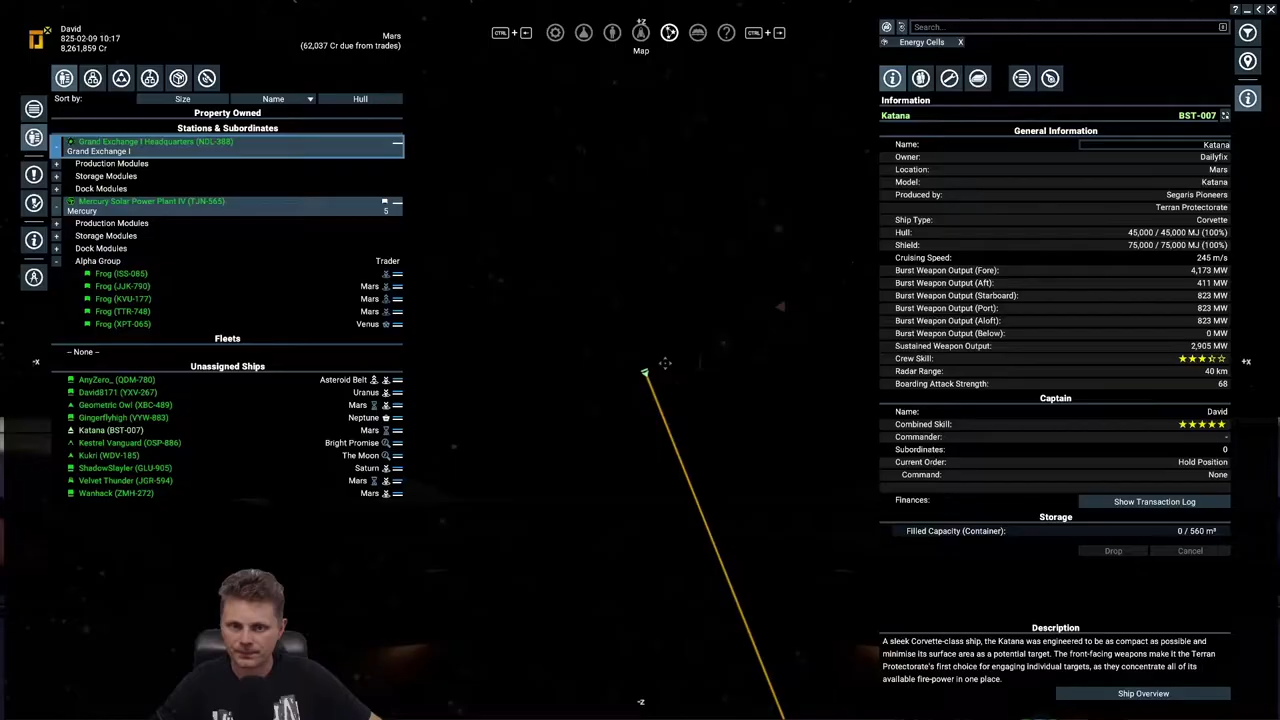 David
825-02-09 10:17
8,261,859 Cr
Mars
(62,037 Cr due from trades)
CTRL +
+Z
CTRL +
Map
Sort by:
Size
Name
Hull
Property Owned
Stations & Subordinates
- Grand Exchange I Headquarters (NOL-388)
Grand Exchange I
+ Production Modules
+ Storage Modules
+ Dock Modules
- Mercury Solar Power Plant IV (TJN-565)
Mercury 5
+ Production Modules
+ Storage Modules
+ Dock Modules
- Alpha Group Trader
Frog (ISS-085)
Frog (JJK-790) Mars
Frog (KVU-177) Mars
Frog (TTR-748) Mars
Frog (XPT-065) Venus
Fleets
-- None --
Unassigned Ships
AnyZero_ (QDM-780) Asteroid Belt
David8171 (YXV-267) Uranus
Geometric Owl (XBC-489) Mars
Gingerflyhigh (VYW-883) Neptune
Katana (BST-007) Mars
Kestrel Vanguard (OSP-886) Bright Promise
Kukri (WDV-185) The Moon
ShadowSlayler (GLU-905) Saturn
Velvet Thunder (JGR-594) Mars
Wanhack (ZMH-272) Mars
-X
+X
-Z
Search...
Energy Cells X
Information
Katana BST-007
General Information
Name: Katana
Owner: Dailyfix
Location: Mars
Model: Katana
Produced by: Segaris Pioneers
Terran Protectorate
Ship Type: Corvette
Hull: 45,000 / 45,000 MJ (100%)
Shield: 75,000 / 75,000 MJ (100%)
Cruising Speed: 245 m/s
Burst Weapon Output (Fore): 4,173 MW
Burst Weapon Output (Aft): 411 MW
Burst Weapon Output (Starboard): 823 MW
Burst Weapon Output (Port): 823 MW
Burst Weapon Output (Aloft): 823 MW
Burst Weapon Output (Below): 0 MW
Sustained Weapon Output: 2,905 MW
Crew Skill: ★★★☆☆
Radar Range: 40 km
Boarding Attack Strength: 68
Captain
Name: David
Combined Skill: ★★★★★
Commander: -
Subordinates: 0
Current Order: Hold Position
Command: None
Finances: Show Transaction Log
Storage
Filled Capacity (Container): 0 / 560 m³
Drop Cancel
Description
A sleek Corvette-class ship, the Katana was engineered to be as compact as possible and
minimise its surface area as a potential target. The front-facing weapons make it the Terran
Protectorate's first choice for engaging individual targets, as they concentrate all of its
available fire-power in one place.
Ship Overview